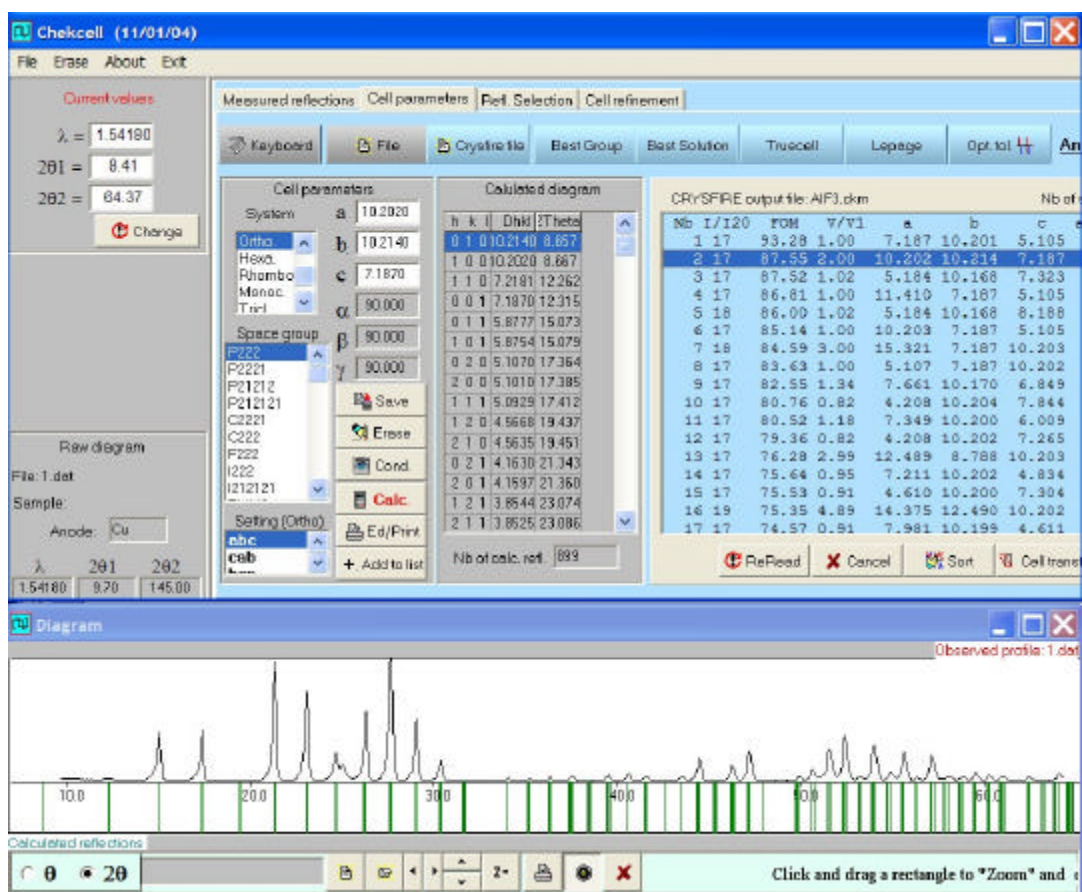 Chekcell (11/01/04)
File Erase About Exit
Current values
λ = 1.54180
2θ1 = 8.41
2θ2 = 64.37
Change
Measured reflections Cell parameters Refl. Selection Cell refinement
Keyboard File Crysfire file Best Group Best Solution Truecell Lepage Opt. tol.
Cell parameters
System
Ortho.
Hexa.
Rhombo
Monoc.
Tricl
a 10.2020
b 10.2140
c 7.1870
α 90.000
β 90.000
γ 90.000
Space group
P222
P2221
P21212
P212121
C2221
C222
F222
I222
I212121
Setting (Ortho)
abc
cab
Save
Erase
Cond.
Calc.
Ed/Print
+ Add to list
Calulated diagram
h k l Dhkl 2Theta
0 1 0 10.2140 8.657
1 0 0 10.2020 8.667
1 1 0 7.2181 12.262
0 0 1 7.1870 12.315
0 1 1 5.8777 15.073
1 0 1 5.8754 15.079
0 2 0 5.1070 17.364
2 0 0 5.1010 17.385
1 1 1 5.0929 17.412
1 2 0 4.5668 19.437
2 1 0 4.5635 19.451
0 2 1 4.1630 21.343
2 0 1 4.1597 21.360
1 2 1 3.8544 23.074
2 1 1 3.8525 23.086
Nb of calc. refl. 899
CRYSFIRE output file: AlF3.ckm Nb of
Nb I/I20 FOM V/V1 a b c
1 17 93.28 1.00 7.187 10.201 5.105
2 17 87.55 2.00 10.202 10.214 7.187
3 17 87.52 1.02 5.184 10.168 7.323
4 17 86.81 1.00 11.410 7.187 5.105
5 18 86.00 1.02 5.184 10.168 8.188
6 17 85.14 1.00 10.203 7.187 5.105
7 18 84.59 3.00 15.321 7.187 10.203
8 17 83.63 1.00 5.107 7.187 10.202
9 17 82.55 1.34 7.661 10.170 6.849
10 17 80.76 0.82 4.208 10.204 7.844
11 17 80.52 1.18 7.349 10.200 6.009
12 17 79.36 0.82 4.208 10.202 7.265
13 17 76.28 2.99 12.489 8.788 10.203
14 17 75.64 0.95 7.211 10.202 4.834
15 17 75.53 0.91 4.610 10.200 7.304
16 19 75.35 4.89 14.375 12.490 10.202
17 17 74.57 0.91 7.981 10.199 4.611
ReRead Cancel Sort Cell transf
Raw diagram
File: 1.dat
Sample:
Anode: Cu
λ 2θ1 2θ2
1.54180 9.70 145.00
Diagram
Observed profile: 1.dat
10.0 20.0 30.0 40.0 50.0 60.0
Calculated reflections
θ 2θ
Click and drag a rectangle to "Zoom" and